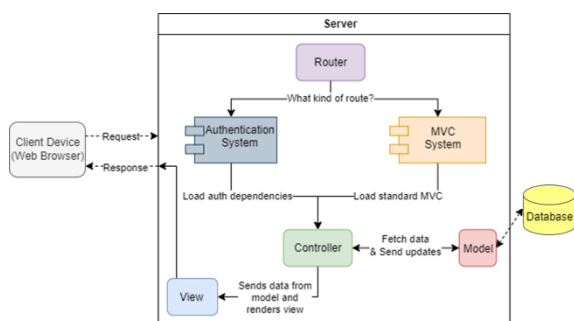 Server
Router
What kind of route?
Authentication
System
MVC
System
Client Device
(Web Browser)
Request
Response
Load auth dependencies
Load standard MVC
Database
Controller
Fetch data
& Send updates
Model
View
Sends data from
model and
renders view